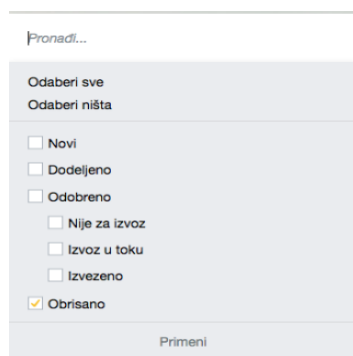 Pronađi...
Odaberi sve
Odaberi ništa
Novi
Dodeljeno
Odobreno
Nije za izvoz
Izvoz u toku
Izvezeno
Obrisano
Primeni